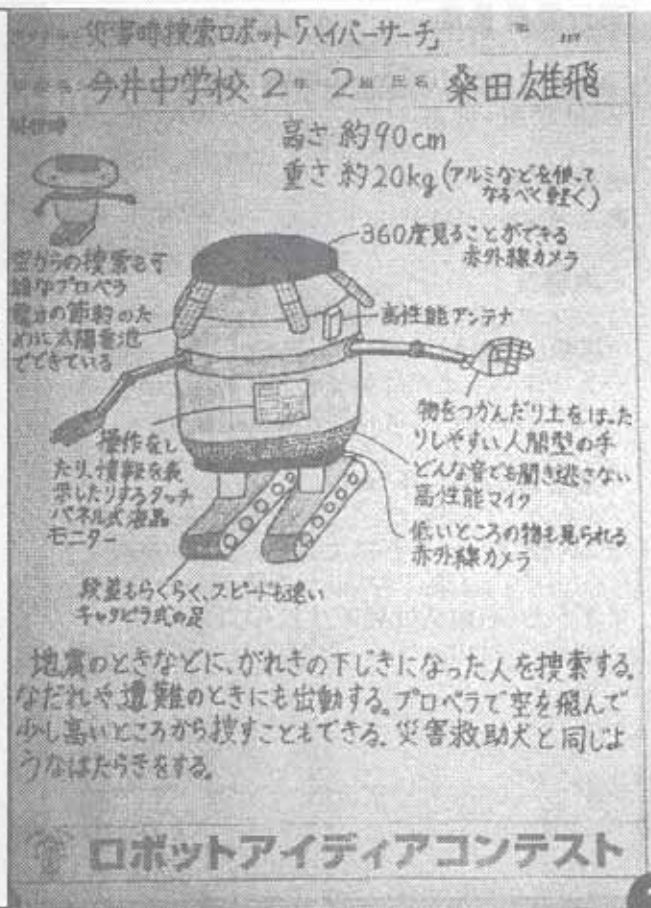 災害時捜索ロボット「ハイパーサーチ」
今井中学校 2年 2組 氏名 桑田雄飛
高さ 約90cm
重さ 約20kg(アルミなどを使って
なるべく軽く)
飛行時
360度見ることができる
赤外線カメラ
空からの捜索も可
能なプロペラ
電力の節約のた
めに太陽電池
でできている
高性能アンテナ
物をつかんだり土をほった
りしやすい人間型の手
操作をし
たり、情報を表
示したりするタッチ
パネル式液晶
モニター
どんな音でも聞き逃さない
高性能マイク
低いところの物も見られる
赤外線カメラ
段差もらくらく、スピードも速い
キャタピラ式の足
地震のときなどに、がれきの下じきになった人を捜索する。
なだれや遭難のときにも出動する。プロペラで空を飛んで
少し高いところから捜すこともできる。災害救助犬と同じよ
うなはたらきをする。
ロボットアイディアコンテスト